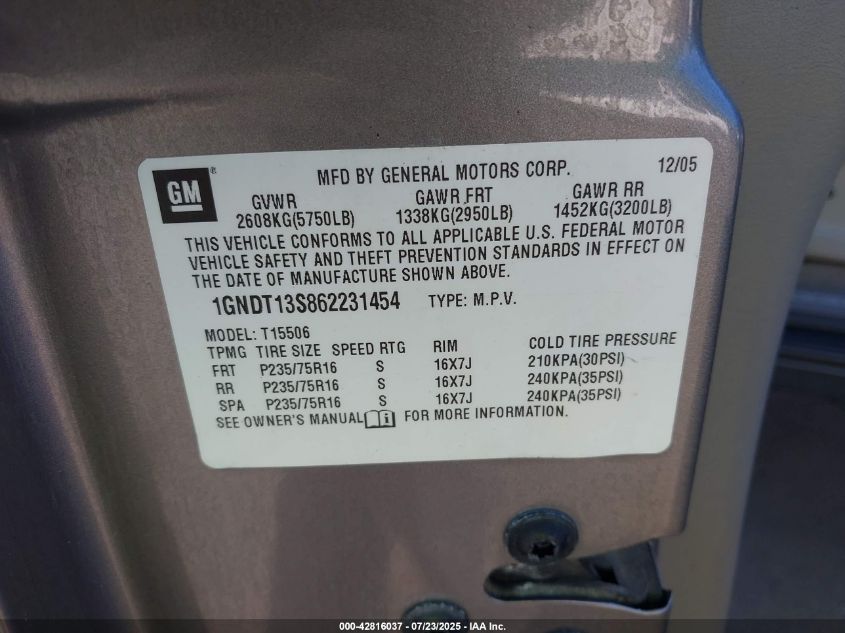 GM ®
MFD BY GENERAL MOTORS CORP. 12/05
GVWR GAWR FRT GAWR RR
2608KG(5750LB) 1338KG(2950LB) 1452KG(3200LB)
THIS VEHICLE CONFORMS TO ALL APPLICABLE U.S. FEDERAL MOTOR
VEHICLE SAFETY AND THEFT PREVENTION STANDARDS IN EFFECT ON
THE DATE OF MANUFACTURE SHOWN ABOVE.
1GNDT13S862231454 TYPE: M.P.V.
MODEL: T15506
TPMG TIRE SIZE SPEED RTG RIM COLD TIRE PRESSURE
FRT P235/75R16 S 16X7J 210KPA(30PSI)
RR P235/75R16 S 16X7J 240KPA(35PSI)
SPA P235/75R16 S 16X7J 240KPA(35PSI)
SEE OWNER'S MANUAL i FOR MORE INFORMATION.
000-42816037 - 07/23/2025 - IAA Inc.